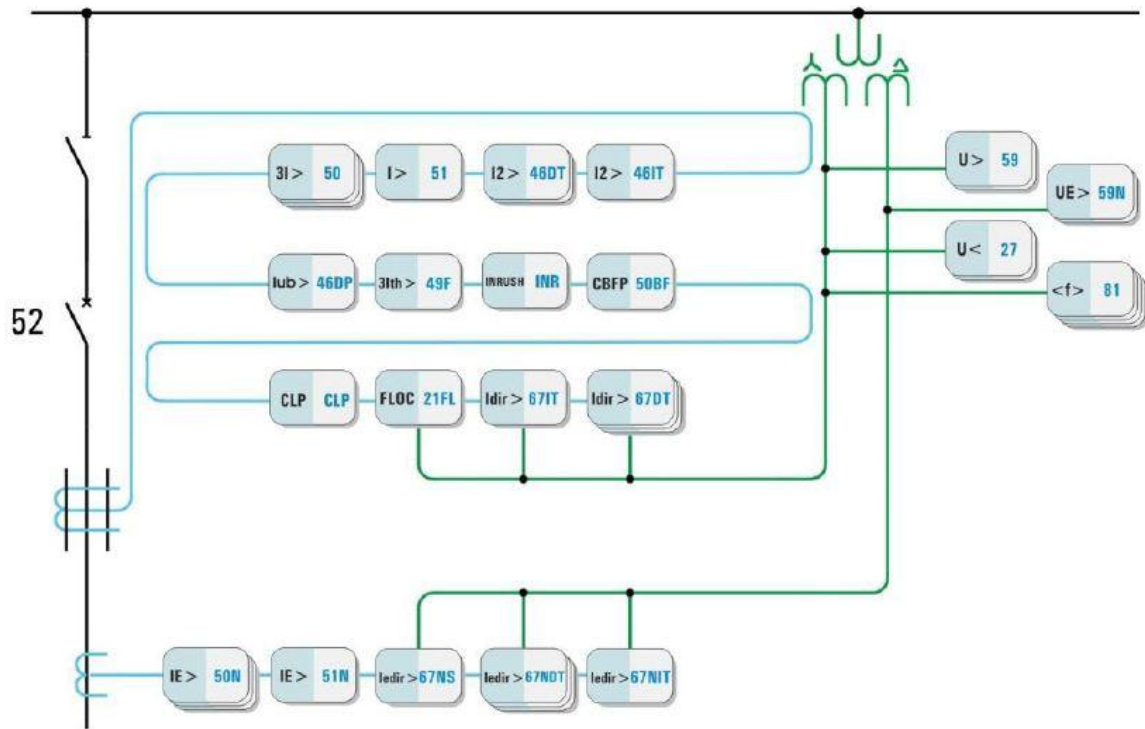 U> 59
3I> 50 I> 51 I2> 46DT I2> 46IT
UE> 59N
U< 27
Iub> 46DP 3Ith> 49F INRUSH INR CBFP 50BF
<f> 81
52
CLP CLP FLOC 21FL Idir> 67IT Idir> 67DT
IE> 50N IE> 51N Iedir> 67NS Iedir> 67NDT Iedir> 67NIT